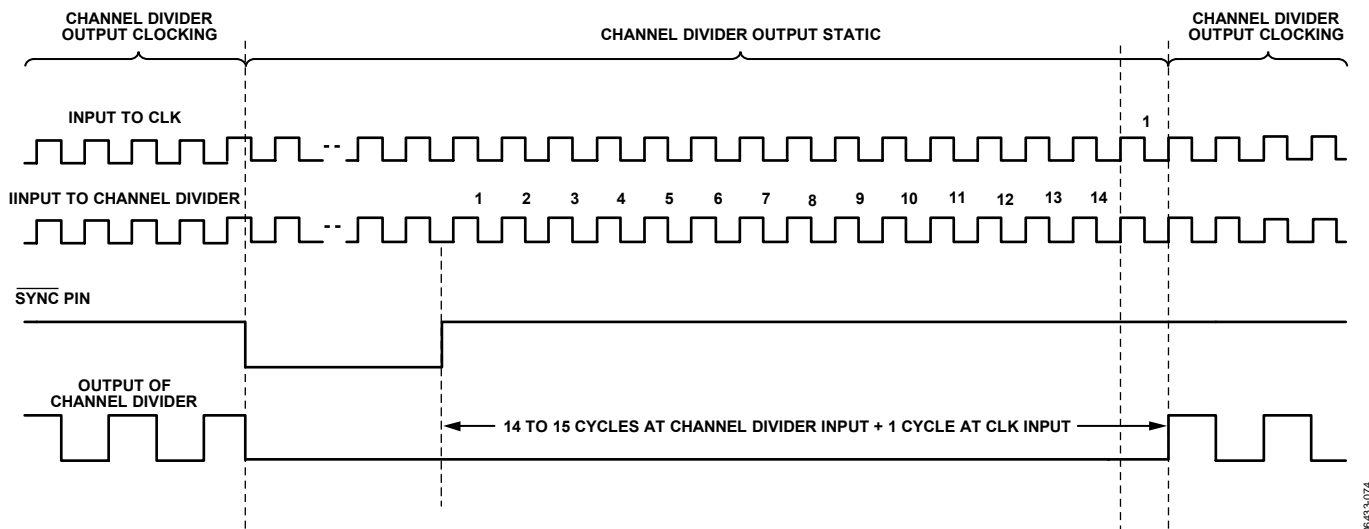 CHANNEL DIVIDER
OUTPUT CLOCKING
CHANNEL DIVIDER OUTPUT STATIC
CHANNEL DIVIDER
OUTPUT CLOCKING
INPUT TO CLK
1
IINPUT TO CHANNEL DIVIDER
1 2 3 4 5 6 7 8 9 10 11 12 13 14
SYNC PIN
OUTPUT OF
CHANNEL DIVIDER
14 TO 15 CYCLES AT CHANNEL DIVIDER INPUT + 1 CYCLE AT CLK INPUT